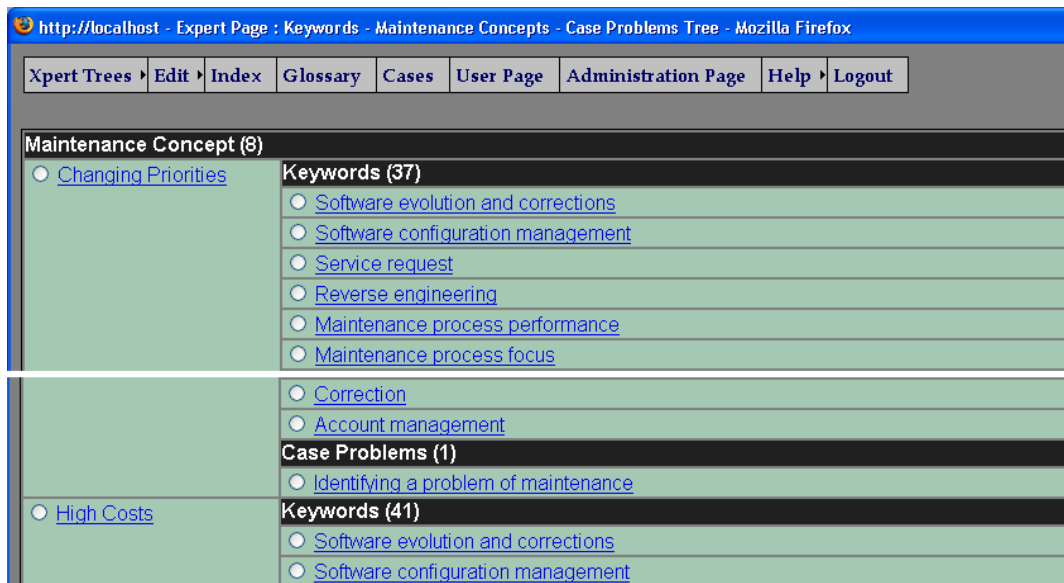 http://localhost - Expert Page : Keywords - Maintenance Concepts - Case Problems Tree - Mozilla Firefox
Xpert Trees Edit Index Glossary Cases User Page Administration Page Help Logout
Maintenance Concept (8)
Changing Priorities
Keywords (37)
Software evolution and corrections
Software configuration management
Service request
Reverse engineering
Maintenance process performance
Maintenance process focus
Correction
Account management
Case Problems (1)
Identifying a problem of maintenance
High Costs
Keywords (41)
Software evolution and corrections
Software configuration management